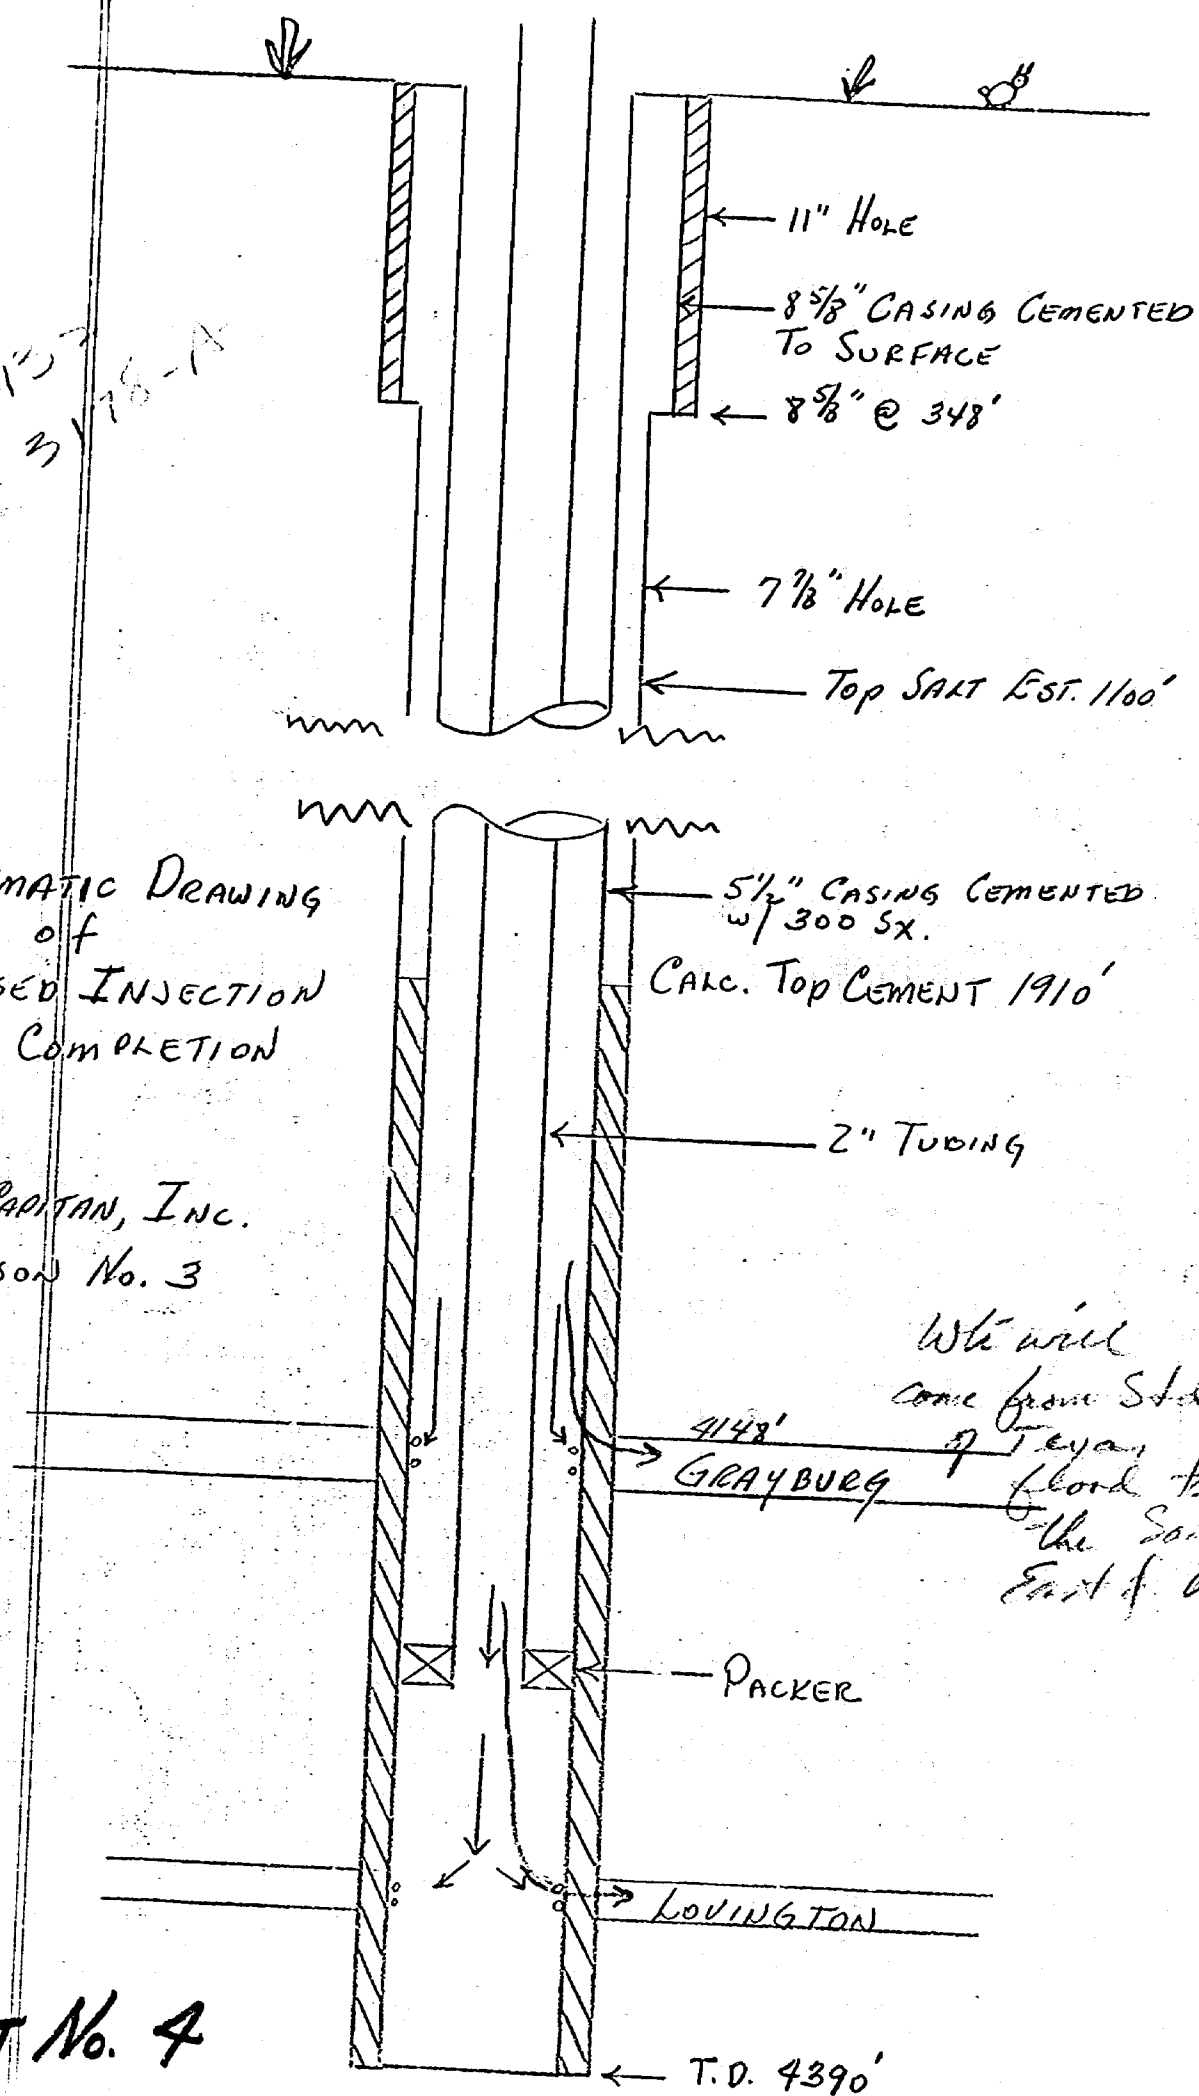 11" HOLE
8 5/8" CASING CEMENTED
TO SURFACE
8 5/8" @ 348'
3178-A
7 7/8" HOLE
TOP SALT EST. 1100'
MATIC DRAWING
of
SED INJECTION
COMPLETION
5 1/2" CASING CEMENTED
w/ 300 SX.
CALC. TOP CEMENT 1910'
2" TUBING
CAPITAN, INC.
SON No. 3
will
come from
4148'
of Texas
GRAYBURG
flood
the
East of
PACKER
LOVINGTON
T No. 4
T.D. 4390'